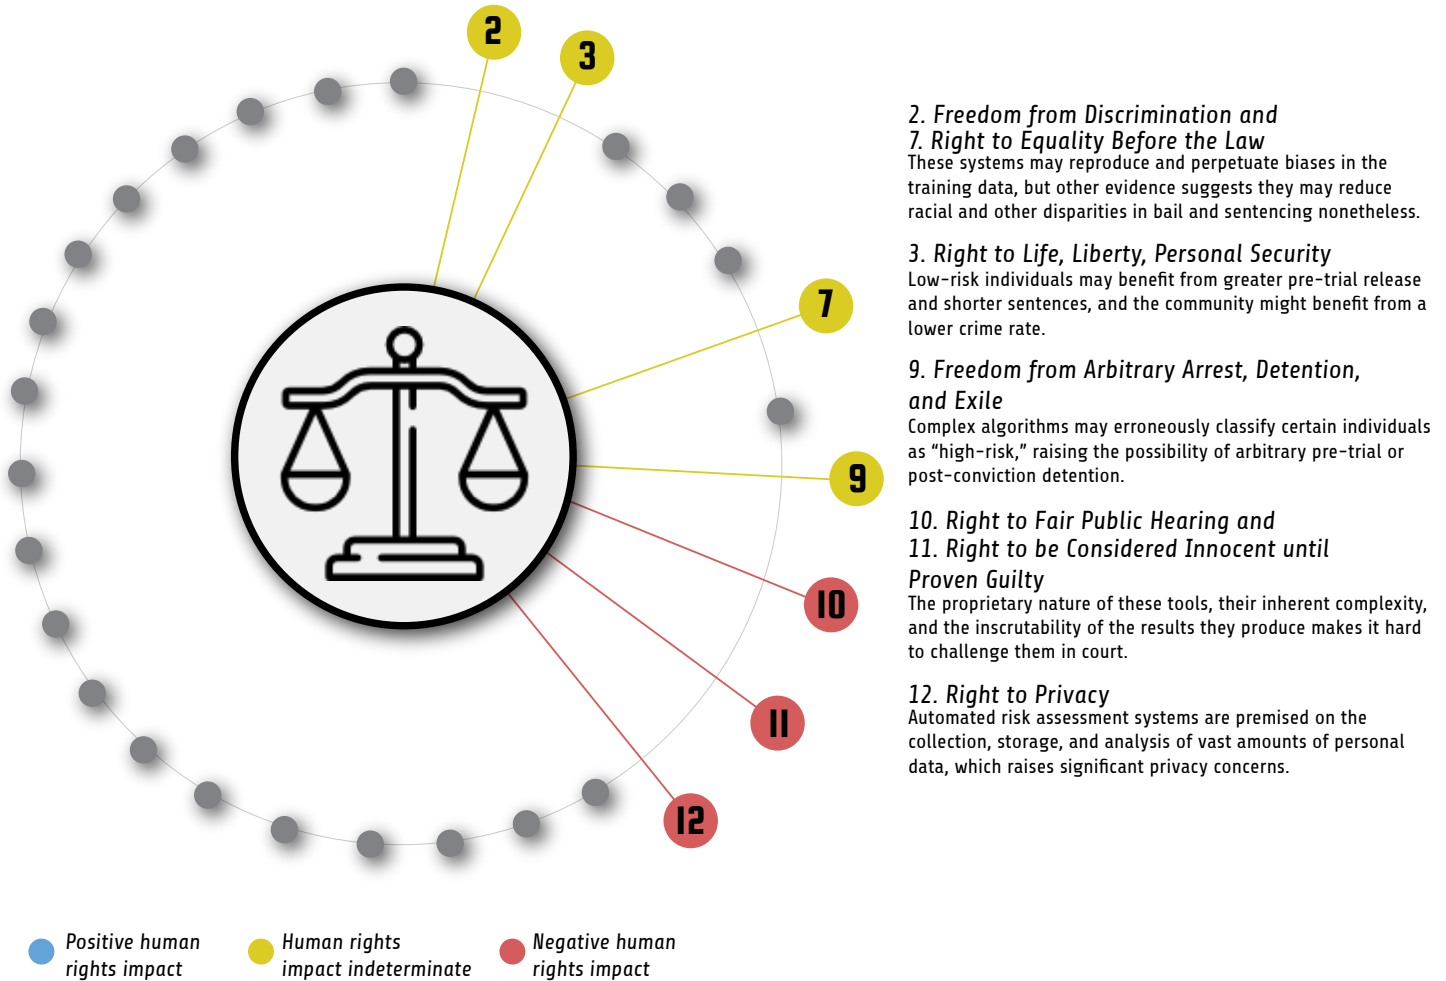 2
3
7
9
10
11
12
2. Freedom from Discrimination and
7. Right to Equality Before the Law
These systems may reproduce and perpetuate biases in the
training data, but other evidence suggests they may reduce
racial and other disparities in bail and sentencing nonetheless.
3. Right to Life, Liberty, Personal Security
Low-risk individuals may benefit from greater pre-trial release
and shorter sentences, and the community might benefit from a
lower crime rate.
9. Freedom from Arbitrary Arrest, Detention,
and Exile
Complex algorithms may erroneously classify certain individuals
as “high-risk,” raising the possibility of arbitrary pre-trial or
post-conviction detention.
10. Right to Fair Public Hearing and
11. Right to be Considered Innocent until
Proven Guilty
The proprietary nature of these tools, their inherent complexity,
and the inscrutability of the results they produce makes it hard
to challenge them in court.
12. Right to Privacy
Automated risk assessment systems are premised on the
collection, storage, and analysis of vast amounts of personal
data, which raises significant privacy concerns.
Positive human
rights impact
Human rights
impact indeterminate
Negative human
rights impact